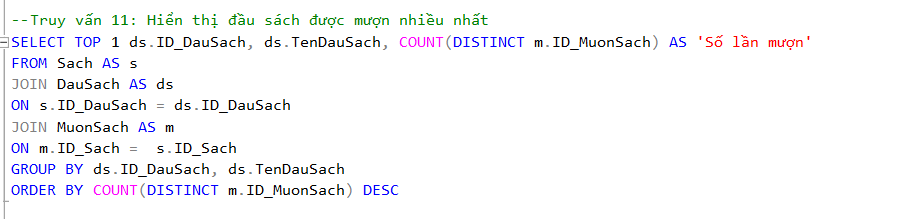 --Truy vấn 11: Hiển thị đầu sách được mượn nhiều nhất
SELECT TOP 1 ds.ID_DauSach, ds.TenDauSach, COUNT(DISTINCT m.ID_MuonSach) AS 'Số lần mượn'
FROM Sach AS s
JOIN DauSach AS ds
ON s.ID_DauSach = ds.ID_DauSach
JOIN MuonSach AS m
ON m.ID_Sach =  s.ID_Sach
GROUP BY ds.ID_DauSach, ds.TenDauSach
ORDER BY COUNT(DISTINCT m.ID_MuonSach) DESC